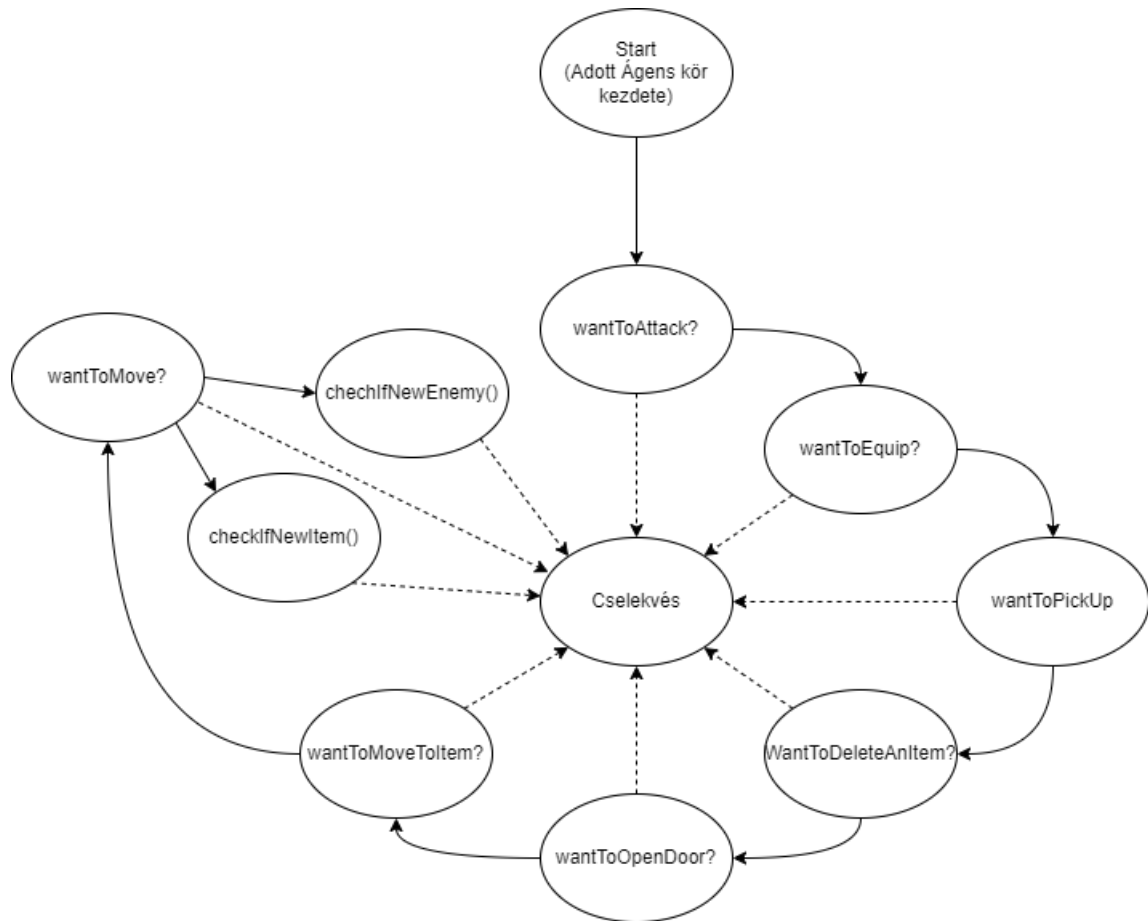 Start
(Adott Ágens kör
kezdete)
wantToAttack?
wantToMove?
chechIfNewEnemy()
wantToEquip?
checkIfNewItem()
Cselekvés
wantToPickUp
wantToMoveToItem?
WantToDeleteAnItem?
wantToOpenDoor?